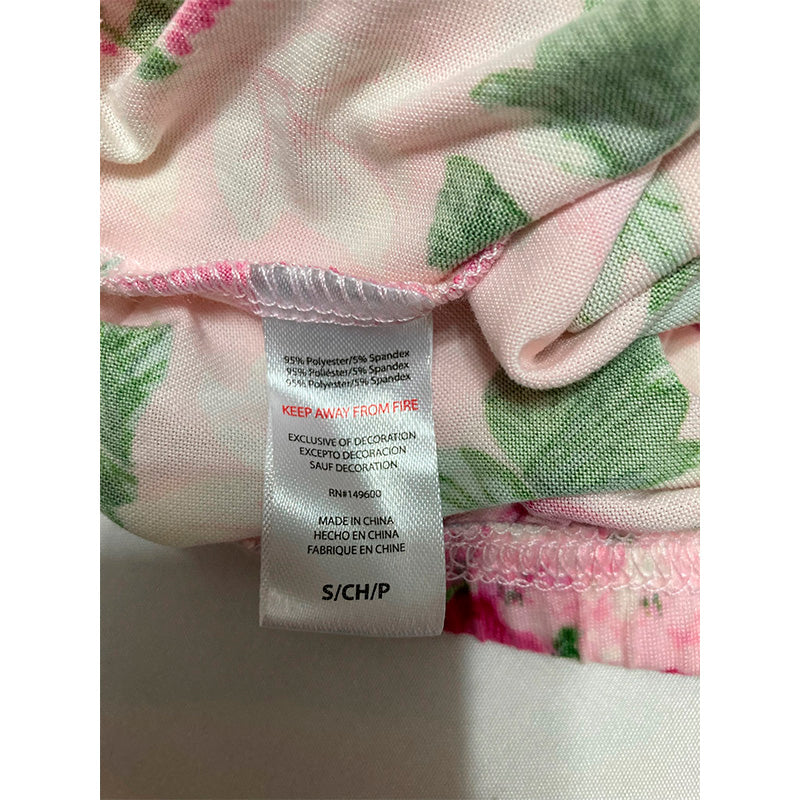 95% Polyester/5% Spandex
95% Poliéster/5% Spandex
95% Polyester/5% Spandex
KEEP AWAY FROM FIRE
EXCLUSIVE OF DECORATION
EXCEPTO DECORACION
SAUF DECORATION
RN#149600
MADE IN CHINA
HECHO EN CHINA
FABRIQUE EN CHINE
S/CH/P